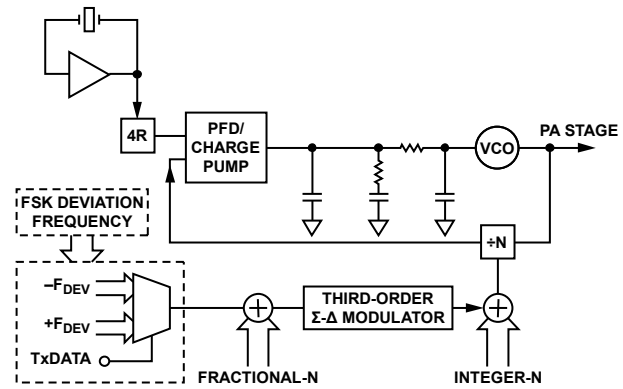 4R
PFD/
CHARGE
PUMP
VCO
PA STAGE
FSK DEVIATION
FREQUENCY
÷N
–FDEV
+FDEV
TxDATA
THIRD-ORDER
Σ-Δ MODULATOR
FRACTIONAL-N
INTEGER-N